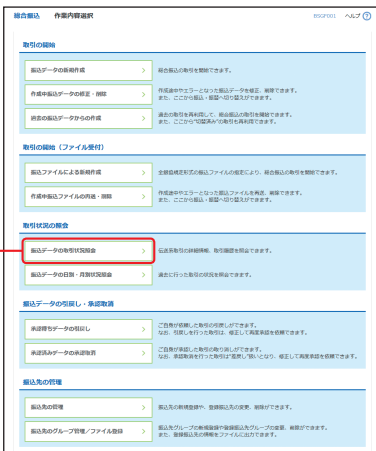 総合振込 作業内容選択 BSGF001 ヘルプ ?
取引の開始
振込データの新規作成 > 総合振込の取引を開始できます。
作成中振込データの修正・削除 > 作成途中やエラーとなった振込データを修正、削除できます。
また、ここから振込・振替へ切り替えができます。
過去の振込データからの作成 > 過去の取引を再利用して、総合振込の取引を開始できます。
また、ここから“切替済み”の取引も再利用できます。
取引の開始（ファイル受付）
振込ファイルによる新規作成 > 全銀協規定形式の振込ファイルの指定により、総合振込の取引を開始できます。
作成中振込ファイルの再送・削除 > 作成途中やエラーとなった振込ファイルを再送、削除できます。
また、ここから振込・振替へ切り替えができます。
取引状況の照会
振込データの取引状況照会 > 伝送系取引の詳細情報、取引履歴を照会できます。
振込データの日別・月別状況照会 > 過去に行った取引の状況を照会できます。
振込データの引戻し・承認取消
承認待ちデータの引戻し > ご自身が依頼した取引の引戻しができます。
なお、引戻しを行った取引は、修正して再度承認を依頼できます。
承認済みデータの承認取消 > ご自身が承認した取引の取り消しができます。
なお、承認取消を行った取引は“差戻し”扱いとなり、修正して再度承認を依頼できます。
振込先の管理
振込先の管理 > 振込先の新規登録や、登録振込先の変更、削除ができます。
振込先のグループ管理／ファイル登録 > 振込先グループの新規登録や登録振込先グループの変更、削除ができます。
また、登録振込先の情報をファイルに出力できます。